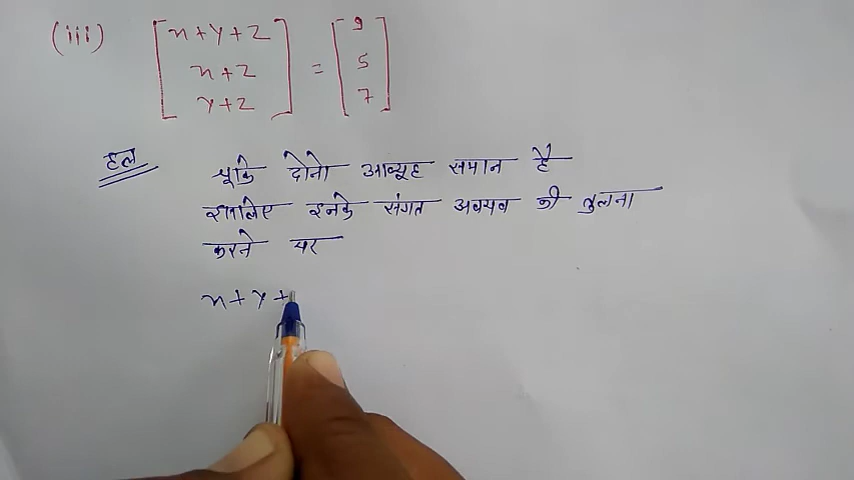 (iii) [x+y+z x+z y+z] = [9 5 7]
हल
चूकि दोनो आव्यूह समान है
इसलिए इनके संगत अवयव की तुलना
करने पर
x+y+